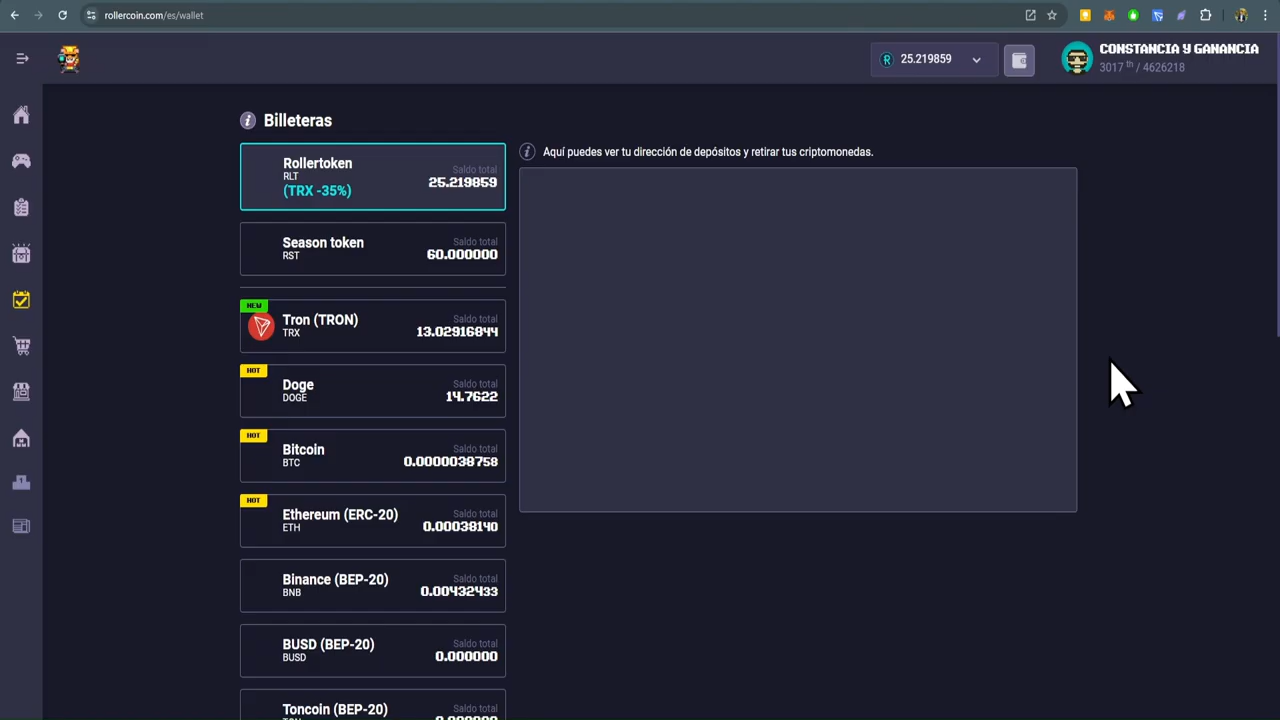 rollercoin.com/es/wallet
25.219859
CONSTANCIA Y GANANCIA
3017 th / 4626218
Billeteras
Rollertoken
RLT
(TRX -35%)
Saldo total
25.219859
Season token
RST
Saldo total
60.000000
NEW
Tron (TRON)
TRX
Saldo total
13.02916844
HOT
Doge
DOGE
Saldo total
14.7622
HOT
Bitcoin
BTC
Saldo total
0.0000038758
HOT
Ethereum (ERC-20)
ETH
Saldo total
0.00038140
Binance (BEP-20)
BNB
Saldo total
0.00432433
BUSD (BEP-20)
BUSD
Saldo total
0.000000
Toncoin (BEP-20)
Saldo total
Aquí puedes ver tu dirección de depósitos y retirar tus criptomonedas.